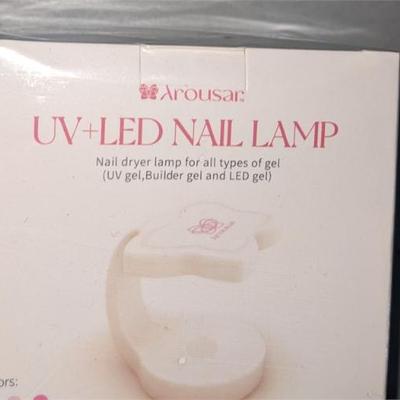 Arousar
UV+LED NAIL LAMP
Nail dryer lamp for all types of gel
(UV gel,Builder gel and LED gel)
ors: